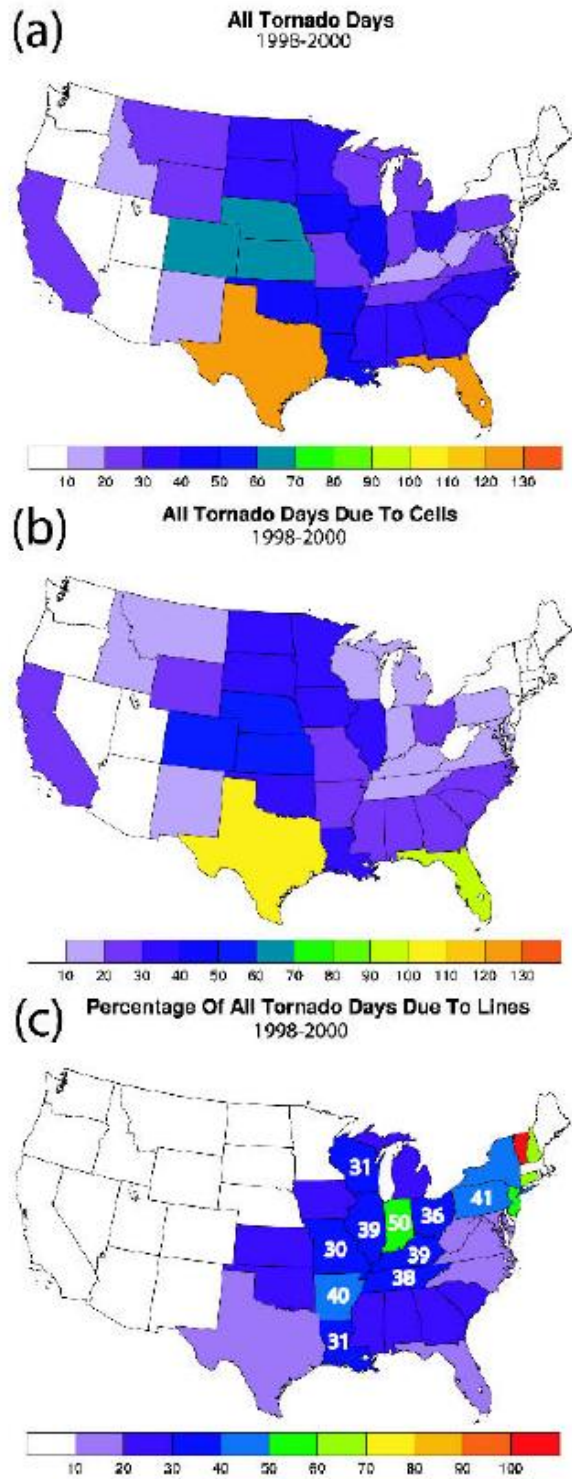 (a)
All Tornado Days
1998-2000
10 20 30 40 50 60 70 80 90 100 110 120 130
(b)
All Tornado Days Due To Cells
1998-2000
10 20 30 40 50 60 70 80 90 100 110 120 130
(c)
Percentage Of All Tornado Days Due To Lines
1998-2000
31
41
39 50 36
30
39
38
40
31
10 20 30 40 50 60 70 80 90 100